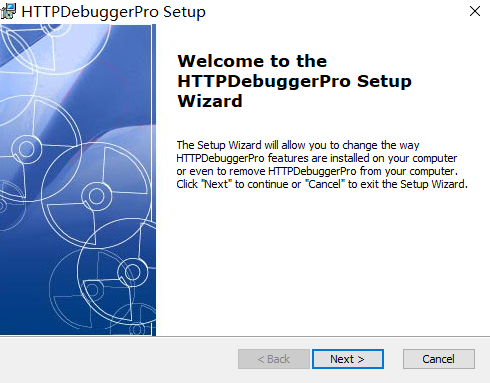 HTTPDebuggerPro Setup
Welcome to the
HTTPDebuggerPro Setup
Wizard
The Setup Wizard will allow you to change the way
HTTPDebuggerPro features are installed on your computer
or even to remove HTTPDebuggerPro from your computer.
Click "Next" to continue or "Cancel" to exit the Setup Wizard.
< Back Next > Cancel